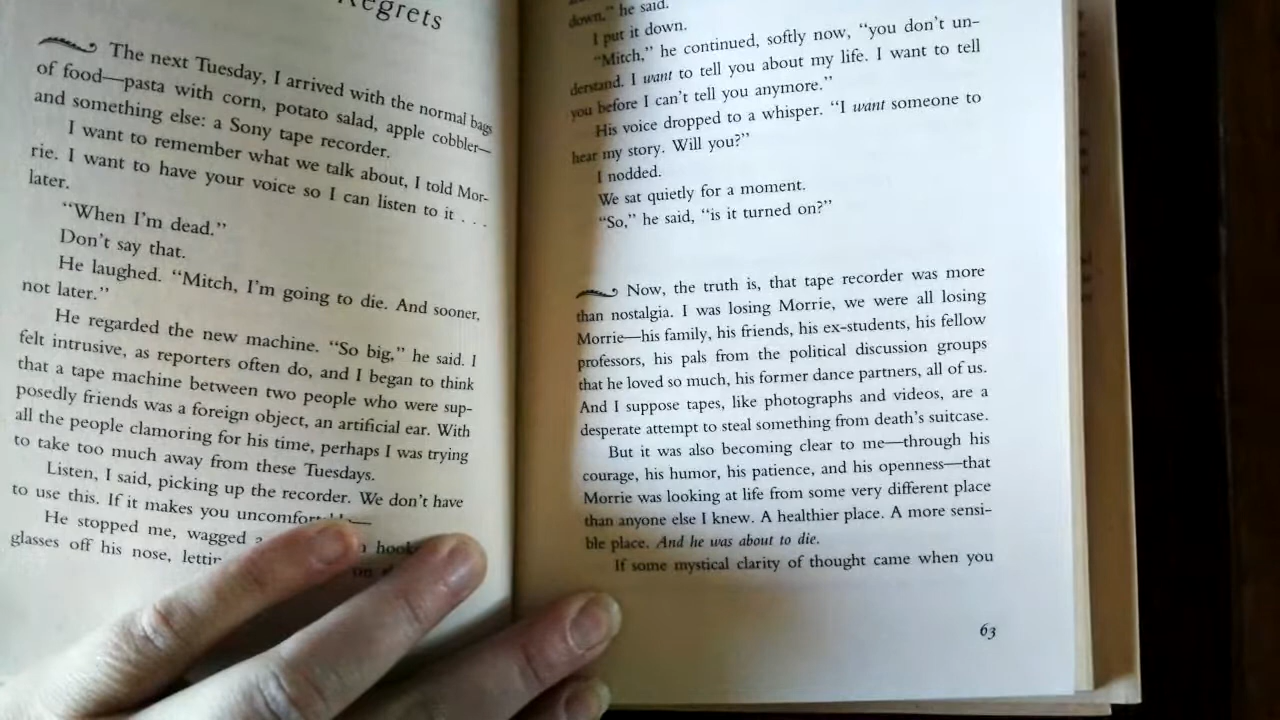 Regrets
The next Tuesday, I arrived with the normal bags
of food—pasta with corn, potato salad, apple cobbler—
and something else: a Sony tape recorder.
I want to remember what we talk about, I told Mor-
rie. I want to have your voice so I can listen to it . . .
later.
“When I’m dead.”
Don’t say that.
He laughed. “Mitch, I’m going to die. And sooner,
not later.”
He regarded the new machine. “So big,” he said. I
felt intrusive, as reporters often do, and I began to think
that a tape machine between two people who were sup-
posedly friends was a foreign object, an artificial ear. With
all the people clamoring for his time, perhaps I was trying
to take too much away from these Tuesdays.
Listen, I said, picking up the recorder. We don’t have
to use this. If it makes you
He stopped me, wagged
glasses off his nose,
down,” he said.
I put it down.
“Mitch,” he continued, softly now, “you don’t un-
derstand. I want to tell you about my life. I want to tell
you before I can’t tell you anymore.”
His voice dropped to a whisper. “I want someone to
hear my story. Will you?”
I nodded.
We sat quietly for a moment.
“So,” he said, “is it turned on?”
Now, the truth is, that tape recorder was more
than nostalgia. I was losing Morrie, we were all losing
Morrie—his family, his friends, his ex-students, his fellow
professors, his pals from the political discussion groups
that he loved so much, his former dance partners, all of us.
And I suppose tapes, like photographs and videos, are a
desperate attempt to steal something from death’s suitcase.
But it was also becoming clear to me—through his
courage, his humor, his patience, and his openness—that
Morrie was looking at life from some very different place
than anyone else I knew. A healthier place. A more sensi-
ble place. And he was about to die.
If some mystical clarity of thought came when you
63